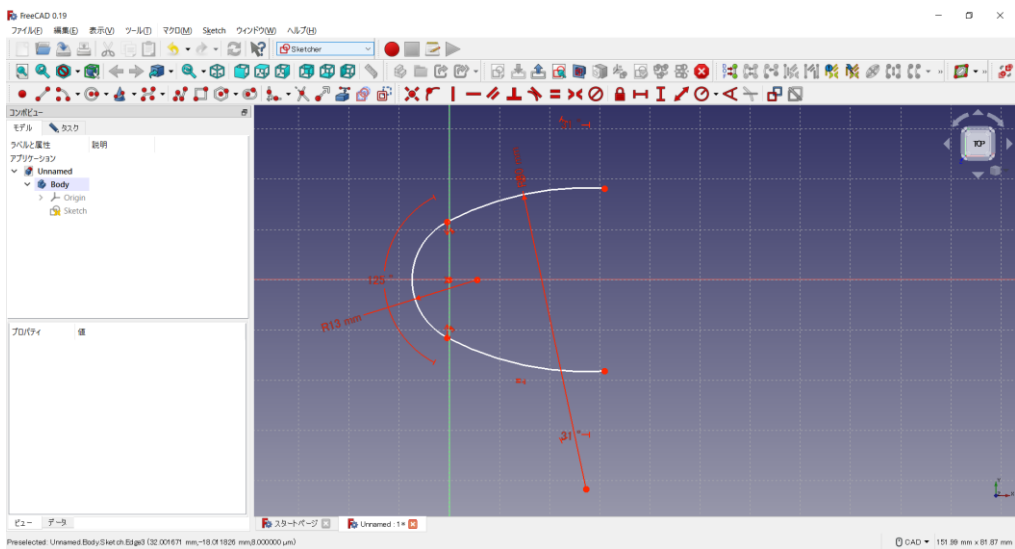 FreeCAD 0.19
ファイル(F) 編集(E) 表示(V) ツール(T) マクロ(M) Sketch ウィンドウ(W) ヘルプ(H)
Sketcher
コンボビュー
モデル タスク
ラベルと属性 説明
アプリケーション
Unnamed
Body
Origin
Sketch
TOP
125 °
R13 mm
31 °
プロパティ 値
ビュー データ
スタートページ Unnamed : 1*
Preselected: Unnamed.Body.Sketch.Edge3 (32.001671 mm,-18.011826 mm,8.000000 μm)
CAD 151.99 mm x 81.87 mm